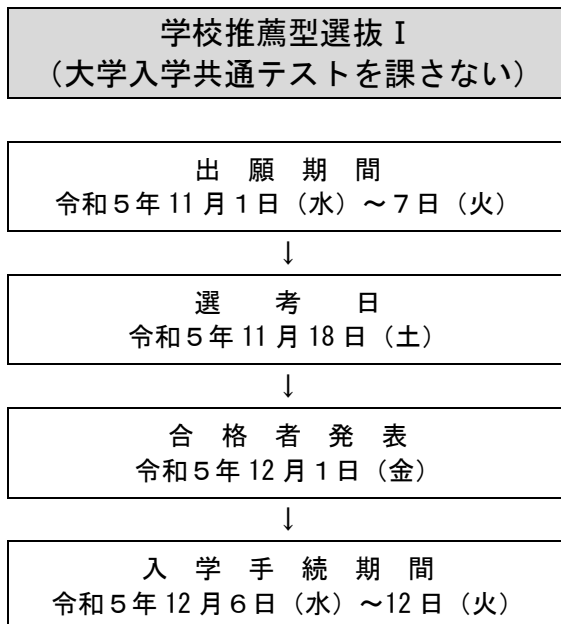 学校推薦型選抜Ⅰ
（大学入学共通テストを課さない）
出　願　期　間
令和５年 11 月１日（水）～７日（火）
↓
選　　考　　日
令和５年 11 月 18 日（土）
↓
合　格　者　発　表
令和５年 12 月１日（金）
↓
入　学　手　続　期　間
令和５年 12 月６日（水）～12 日（火）